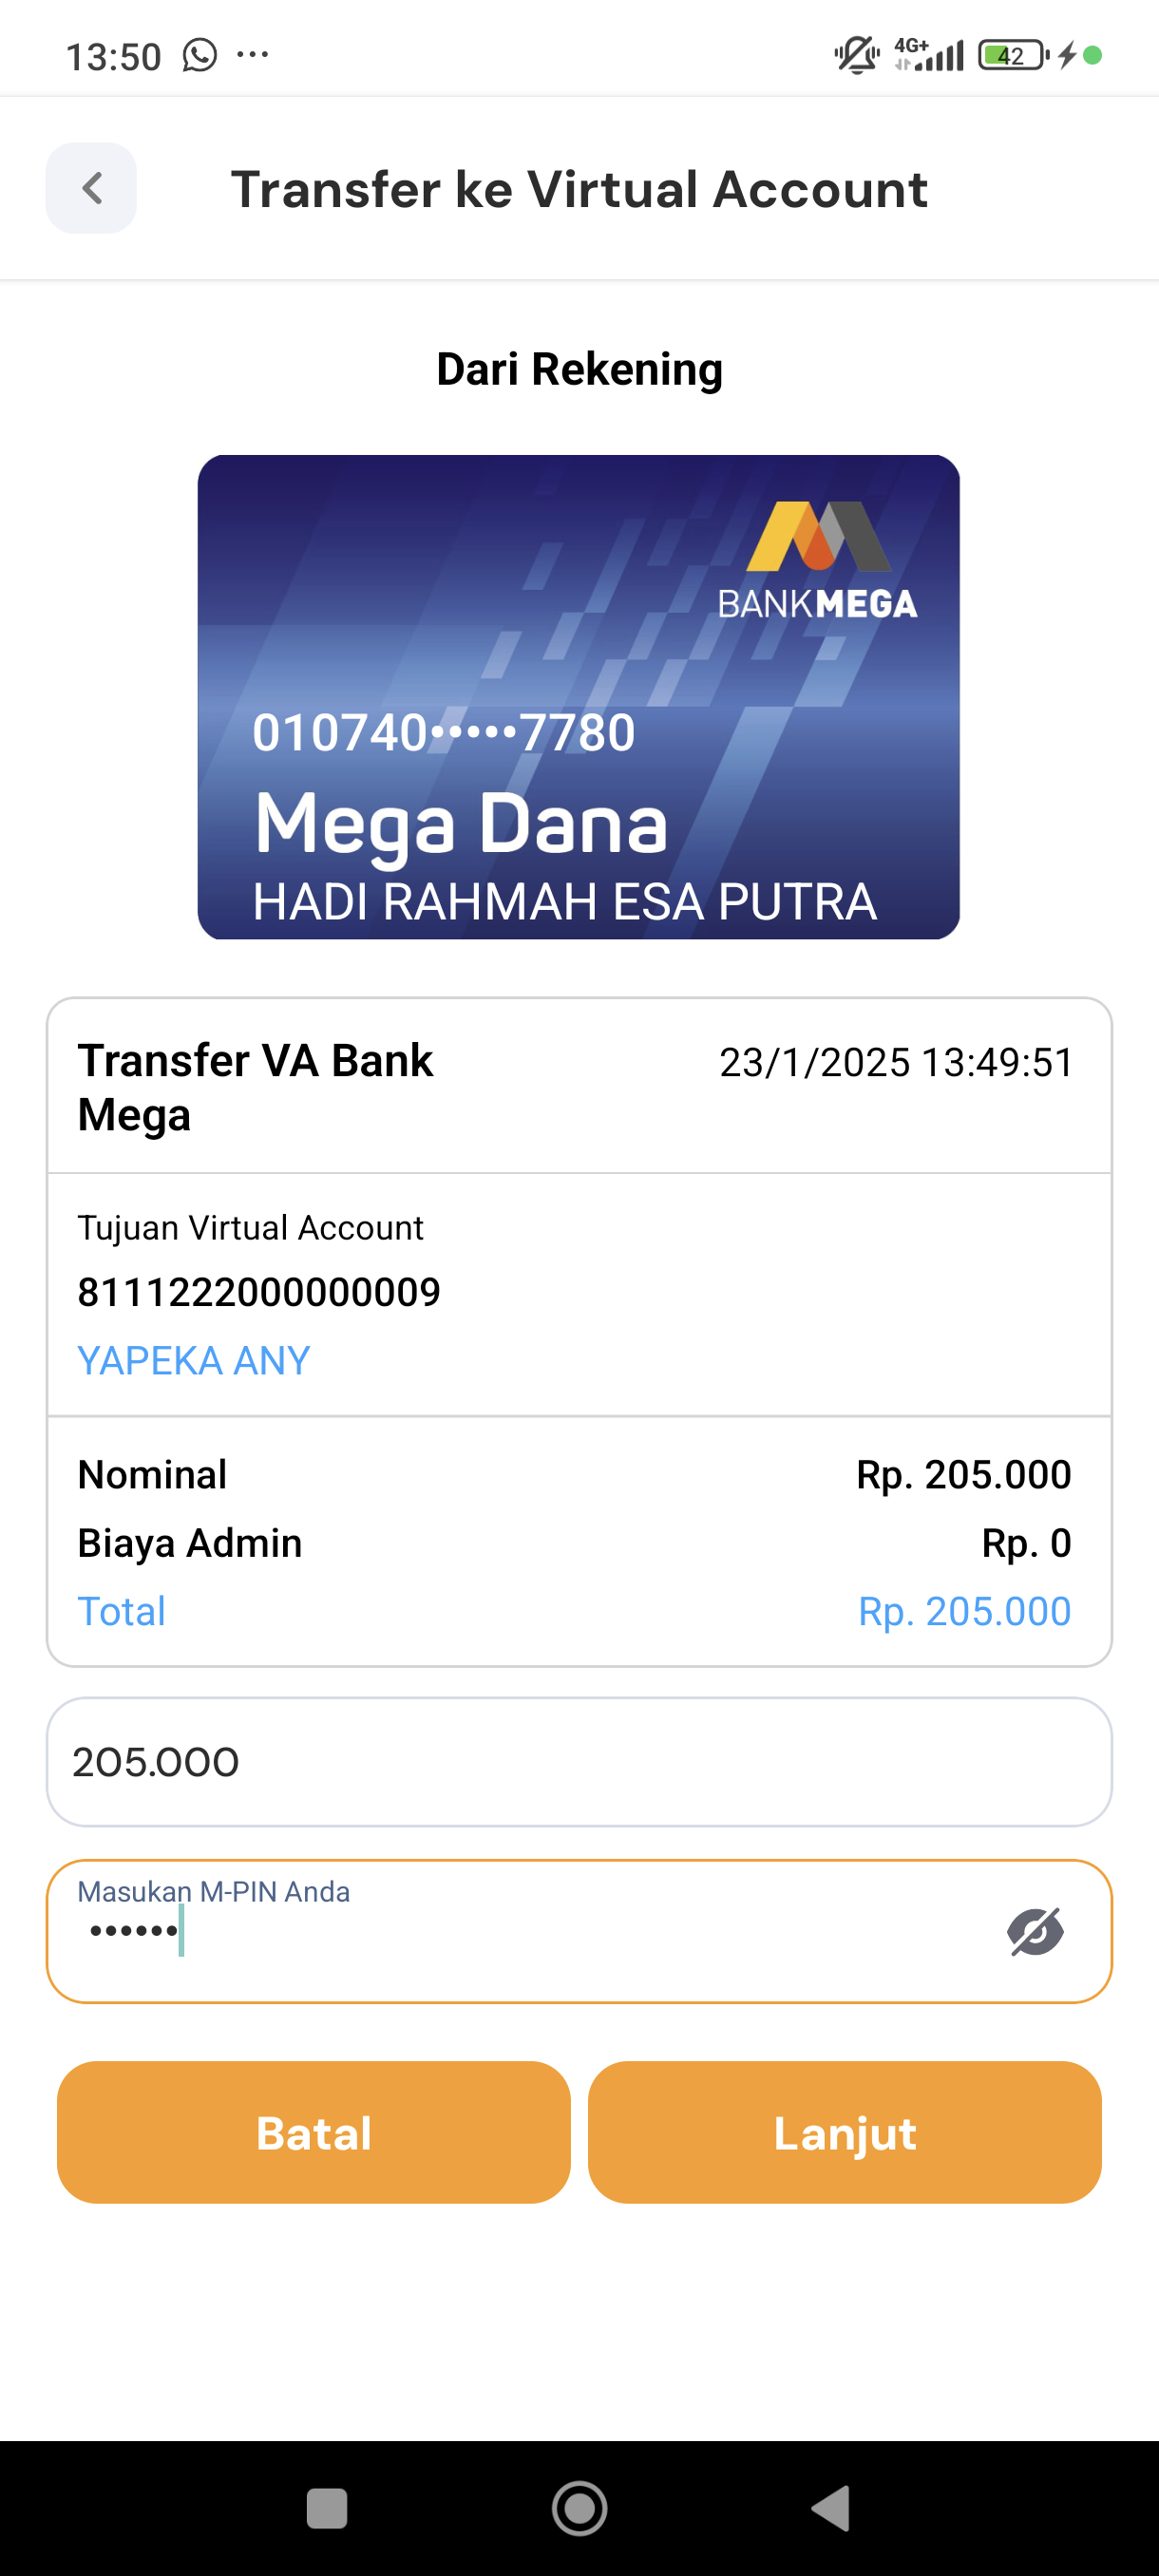 13:50
4G+
42
Transfer ke Virtual Account
Dari Rekening
BANKMEGA
010740•••••7780
Mega Dana
HADI RAHMAH ESA PUTRA
Transfer VA Bank
Mega
23/1/2025 13:49:51
Tujuan Virtual Account
8111222000000009
YAPEKA ANY
Nominal Rp. 205.000
Biaya Admin Rp. 0
Total Rp. 205.000
205.000
Masukan M-PIN Anda
••••••
Batal
Lanjut